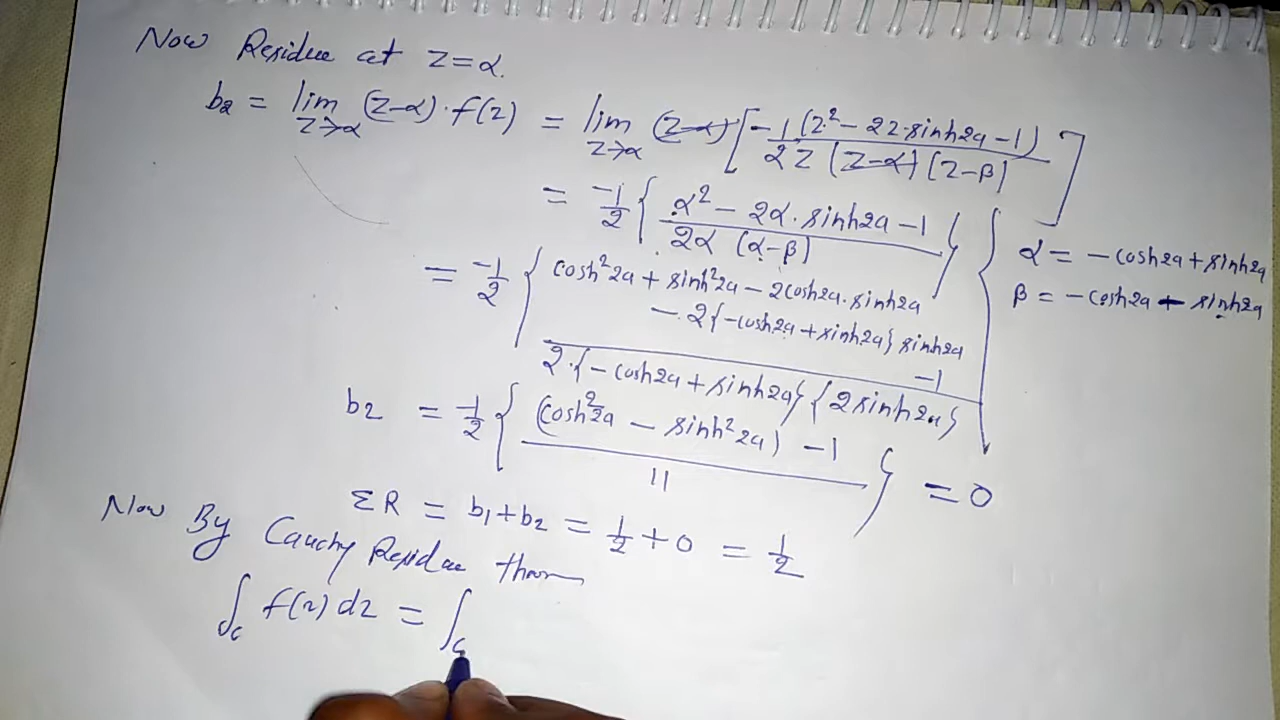 Now Residue at z=α.
b2 = lim z→α (z-α)·f(z) = lim z→α (z-α) [ -1(z²-2z·sinh2a-1) / 2z(z-α)(z-β) ]
= -1/2 { α²-2α·sinh2a-1 / 2α(α-β) }
α = -cosh2a+sinh2a
β = -cosh2a-sinh2a
= -1/2 { cosh²2a+sinh²2a-2cosh2a·sinh2a
-2{-cosh2a+sinh2a}sinh2a
-1
2·{-cosh2a+sinh2a}{2sinh2a}
b2 = -1/2 { (cosh²2a-sinh²2a)-1 / 11 } = 0
ΣR = b1+b2 = 1/2+0 = 1/2
Now By Cauchy Residue
∫c f(z)dz = ∫c